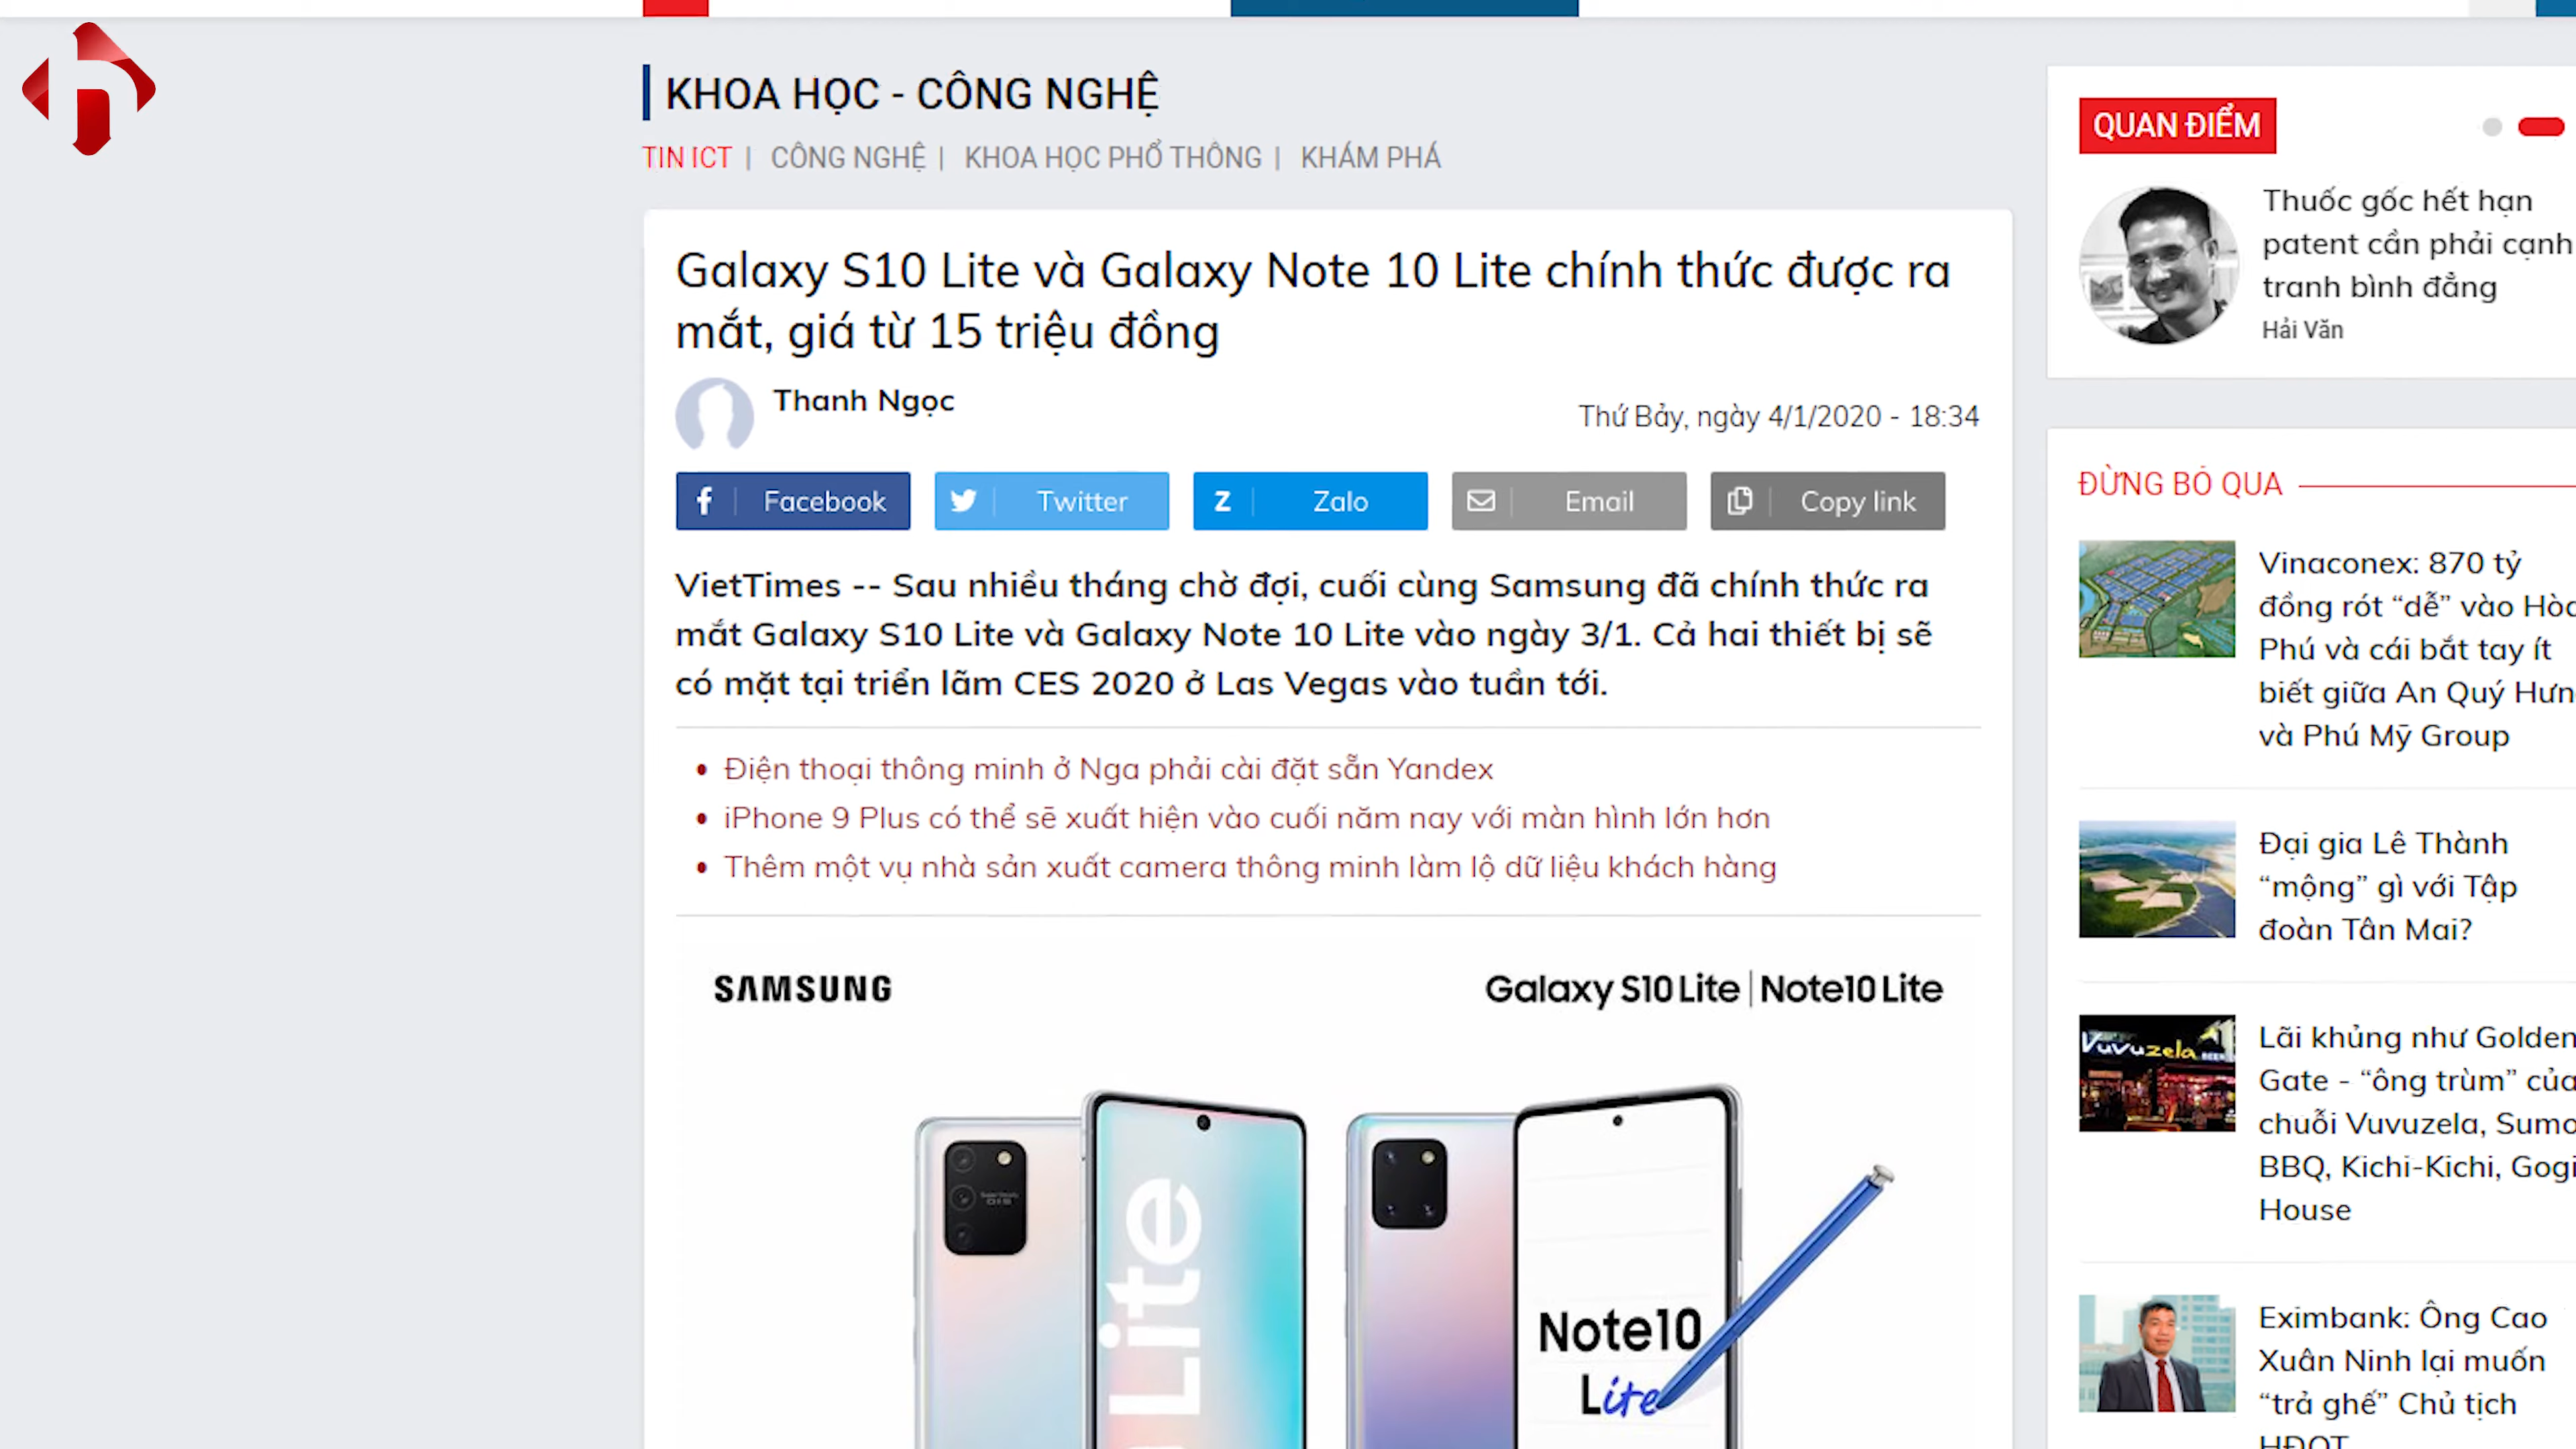 KHOA HỌC - CÔNG NGHỆ
TIN ICT | CÔNG NGHỆ | KHOA HỌC PHỔ THÔNG | KHÁM PHÁ
Galaxy S10 Lite và Galaxy Note 10 Lite chính thức được ra
mắt, giá từ 15 triệu đồng
Thanh Ngọc
Thứ Bảy, ngày 4/1/2020 - 18:34
Facebook
Twitter
Zalo
Email
Copy link
VietTimes -- Sau nhiều tháng chờ đợi, cuối cùng Samsung đã chính thức ra
mắt Galaxy S10 Lite và Galaxy Note 10 Lite vào ngày 3/1. Cả hai thiết bị sẽ
có mặt tại triển lãm CES 2020 ở Las Vegas vào tuần tới.
Điện thoại thông minh ở Nga phải cài đặt sẵn Yandex
iPhone 9 Plus có thể sẽ xuất hiện vào cuối năm nay với màn hình lớn hơn
Thêm một vụ nhà sản xuất camera thông minh làm lộ dữ liệu khách hàng
SAMSUNG
Galaxy S10 Lite | Note10 Lite
Lite
Note10
Lite
QUAN ĐIỂM
Thuốc gốc hết hạn
patent cần phải cạnh
tranh bình đẳng
Hải Văn
ĐỪNG BỎ QUA
Vinaconex: 870 tỷ
đồng rót “dễ” vào Hòa
Phú và cái bắt tay ít
biết giữa An Quý Hưn
và Phú Mỹ Group
Đại gia Lê Thành
“mộng” gì với Tập
đoàn Tân Mai?
Vuvuzela
Lãi khủng như Golden
Gate - “ông trùm” của
chuỗi Vuvuzela, Sumo
BBQ, Kichi-Kichi, Gogi
House
Eximbank: Ông Cao
Xuân Ninh lại muốn
“trả ghế” Chủ tịch
HĐQT